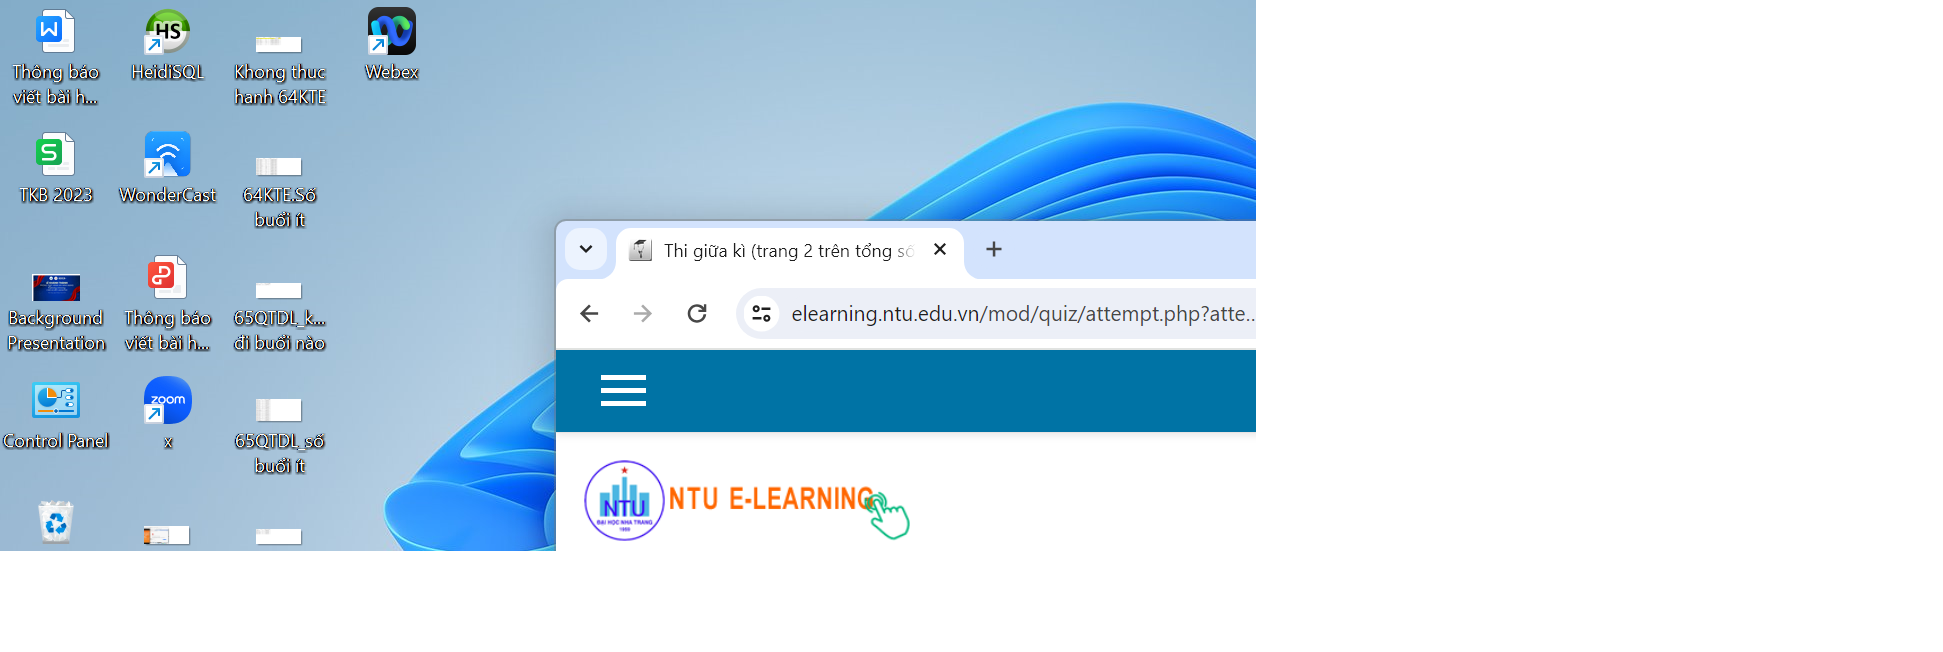 Thông báo
viết bài h...
HeidiSQL
Khong thuc
hanh 64KTE
Webex
TKB 2023
WonderCast
64KTE.Số
buổi ít
Background
Presentation
Thông báo
viết bài h...
65QTDL_k...
đi buổi nào
Control Panel
zoom
x
65QTDL_số
buổi ít
Thi giữa kì (trang 2 trên tổng số
elearning.ntu.edu.vn/mod/quiz/attempt.php?atte...
NTU
ĐẠI HỌC NHA TRANG
1959
NTU E-LEARNING